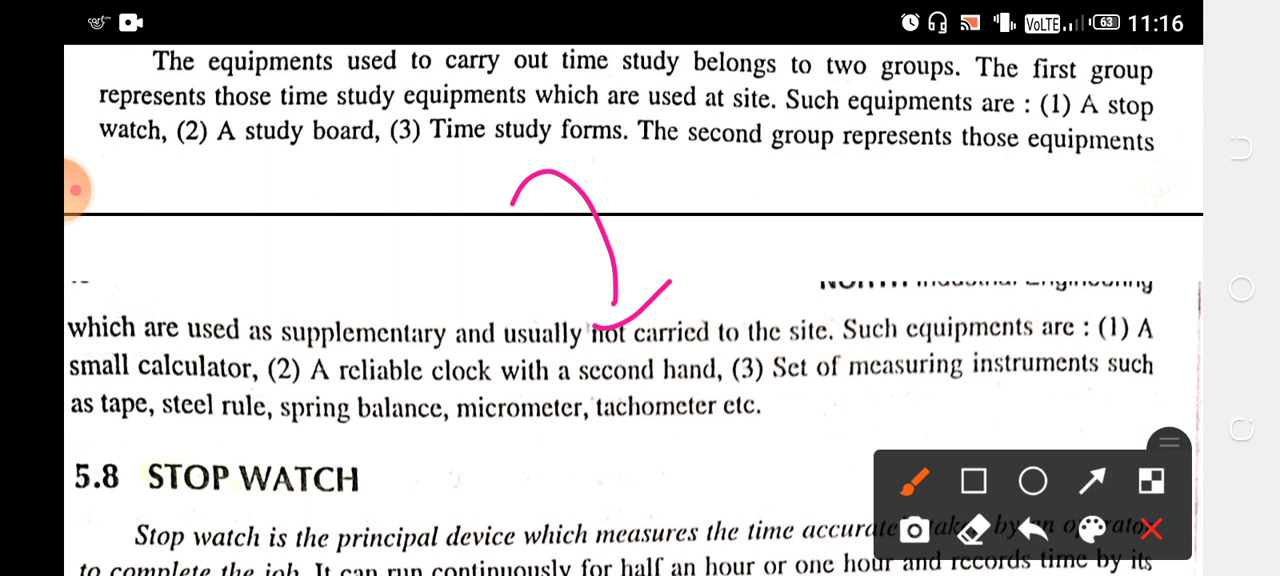 VoLTE 63 11:16
The equipments used to carry out time study belongs to two groups. The first group
represents those time study equipments which are used at site. Such equipments are : (1) A stop
watch, (2) A study board, (3) Time study forms. The second group represents those equipments
which are used as supplementary and usually not carried to the site. Such equipments are : (1) A
small calculator, (2) A reliable clock with a second hand, (3) Set of measuring instruments such
as tape, steel rule, spring balance, micrometer, tachometer etc.
5.8 STOP WATCH
Stop watch is the principal device which measures the time
to complete the job. It can run continuously for half an hour or one hour and records time by its